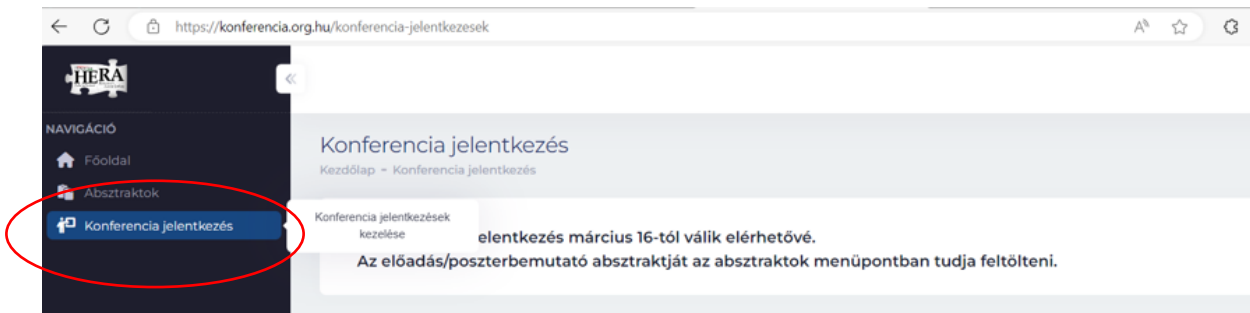 https://konferencia.org.hu/konferencia-jelentkezesek
HERA
NAVIGÁCIÓ
Főoldal
Absztraktok
Konferencia jelentkezés
Konferencia jelentkezés
Kezdőlap - Konferencia jelentkezés
Konferencia jelentkezések
kezelése
elentkezés március 16-tól válik elérhetővé.
Az előadás/poszterbemutató absztraktját az absztraktok menüpontban tudja feltölteni.